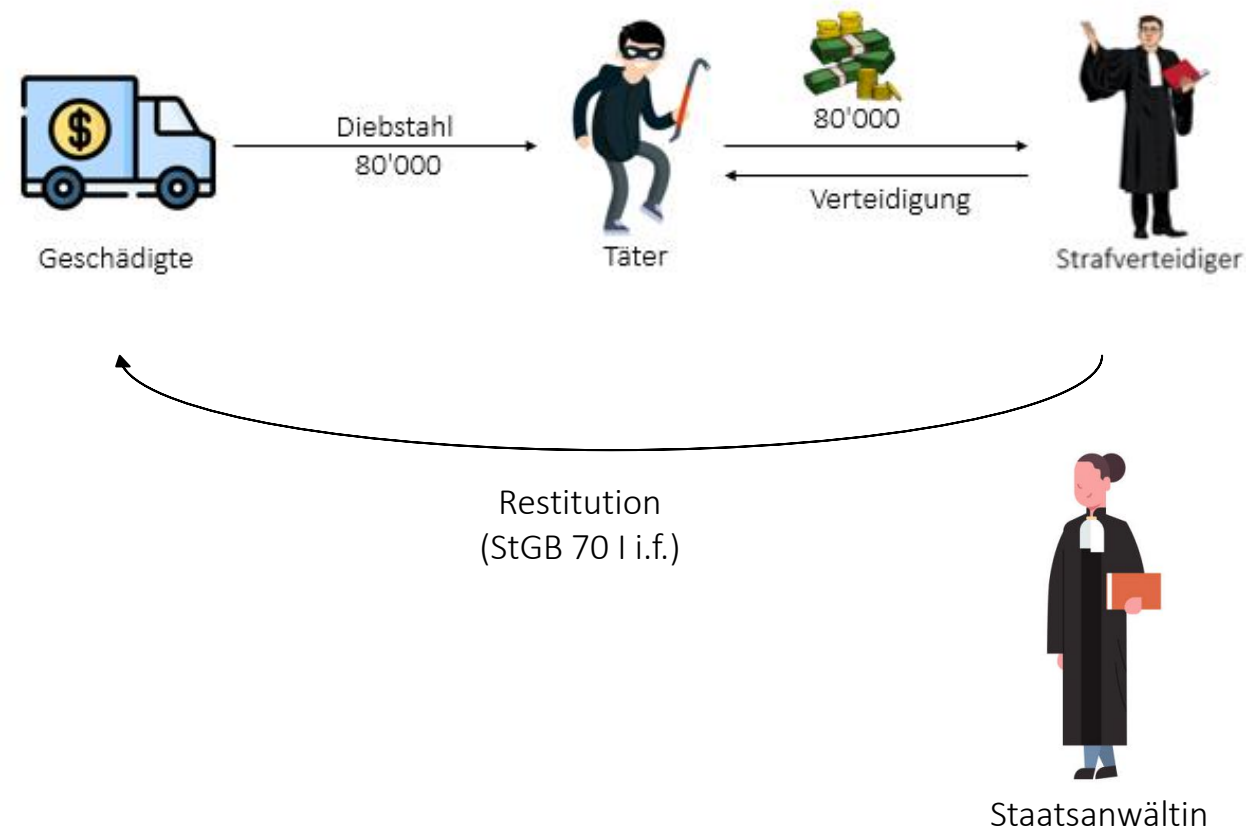 Diebstahl
80'000
80'000
Verteidigung
Geschädigte
Täter
Strafverteidiger
Restitution
(StGB 70 I i.f.)
Staatsanwältin